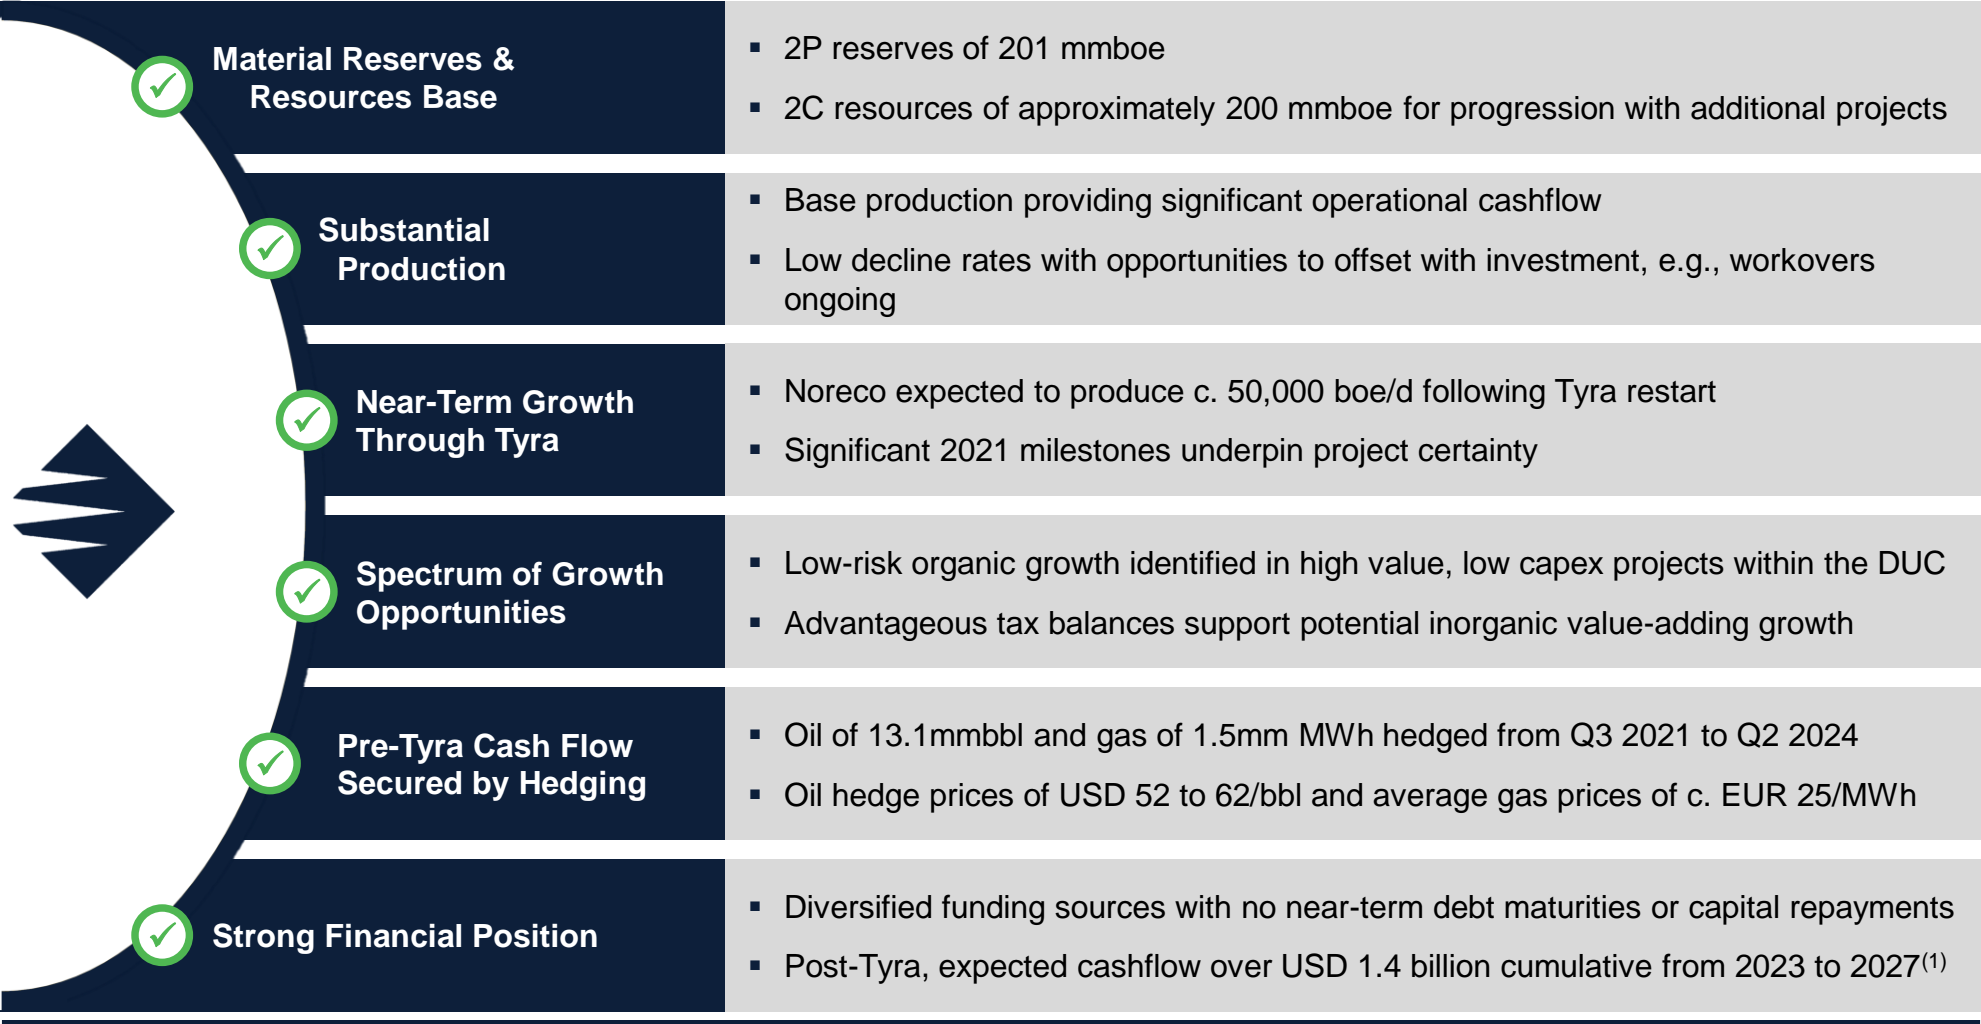 Material Reserves &
Resources Base
▪ 2P reserves of 201 mmboe
▪ 2C resources of approximately 200 mmboe for progression with additional projects
Substantial
Production
▪ Base production providing significant operational cashflow
▪ Low decline rates with opportunities to offset with investment, e.g., workovers
ongoing
Near-Term Growth
Through Tyra
▪ Noreco expected to produce c. 50,000 boe/d following Tyra restart
▪ Significant 2021 milestones underpin project certainty
Spectrum of Growth
Opportunities
▪ Low-risk organic growth identified in high value, low capex projects within the DUC
▪ Advantageous tax balances support potential inorganic value-adding growth
Pre-Tyra Cash Flow
Secured by Hedging
▪ Oil of 13.1mmbbl and gas of 1.5mm MWh hedged from Q3 2021 to Q2 2024
▪ Oil hedge prices of USD 52 to 62/bbl and average gas prices of c. EUR 25/MWh
Strong Financial Position
▪ Diversified funding sources with no near-term debt maturities or capital repayments
▪ Post-Tyra, expected cashflow over USD 1.4 billion cumulative from 2023 to 2027(1)